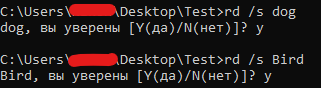 C:\Users\ \Desktop\Test>rd /s dog
dog, вы уверены [Y(да)/N(нет)]? y
C:\Users\ \Desktop\Test>rd /s Bird
Bird, вы уверены [Y(да)/N(нет)]? y